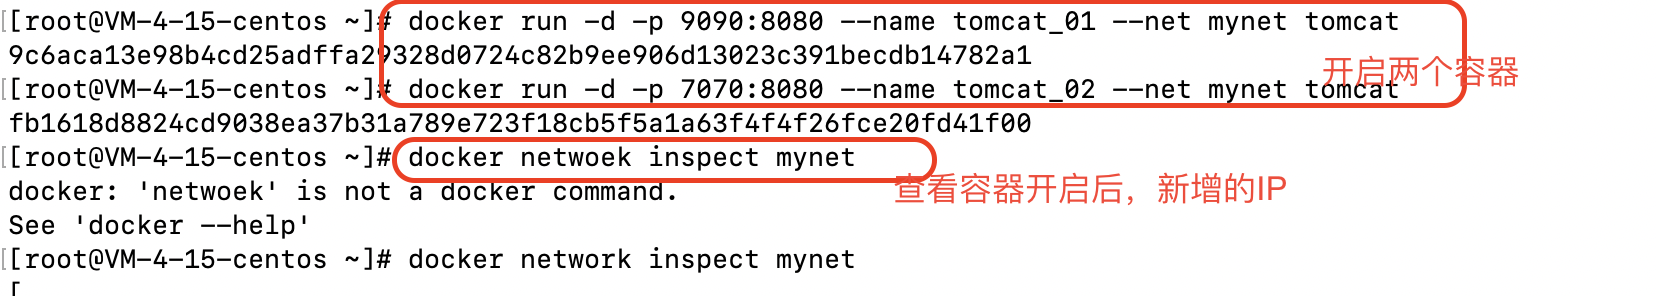 [[root@VM-4-15-centos ~]# docker run -d -p 9090:8080 --name tomcat_01 --net mynet tomcat
9c6aca13e98b4cd25adffa29328d0724c82b9ee906d13023c391becdb14782a1
开启两个容器
[[root@VM-4-15-centos ~]# docker run -d -p 7070:8080 --name tomcat_02 --net mynet tomcat
fb1618d8824cd9038ea37b31a789e723f18cb5f5a1a63f4f4f26fce20fd41f00
[[root@VM-4-15-centos ~]# docker netwoek inspect mynet
docker: 'netwoek' is not a docker command.
查看容器开启后，新增的IP
See 'docker --help'
[[root@VM-4-15-centos ~]# docker network inspect mynet
[